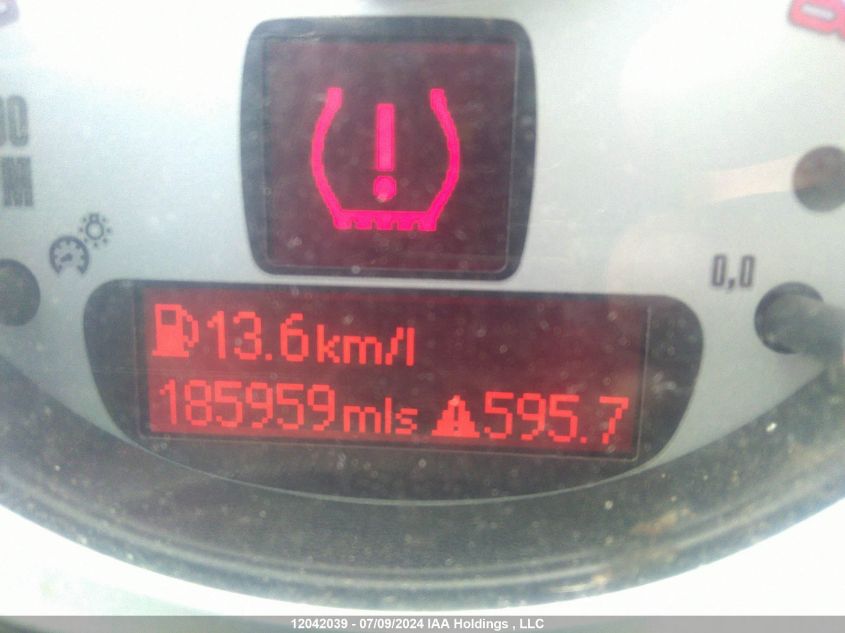 !
0,0
13.6 km/l
185959 mls 595.7
12042039 - 07/09/2024 IAA Holdings , LLC